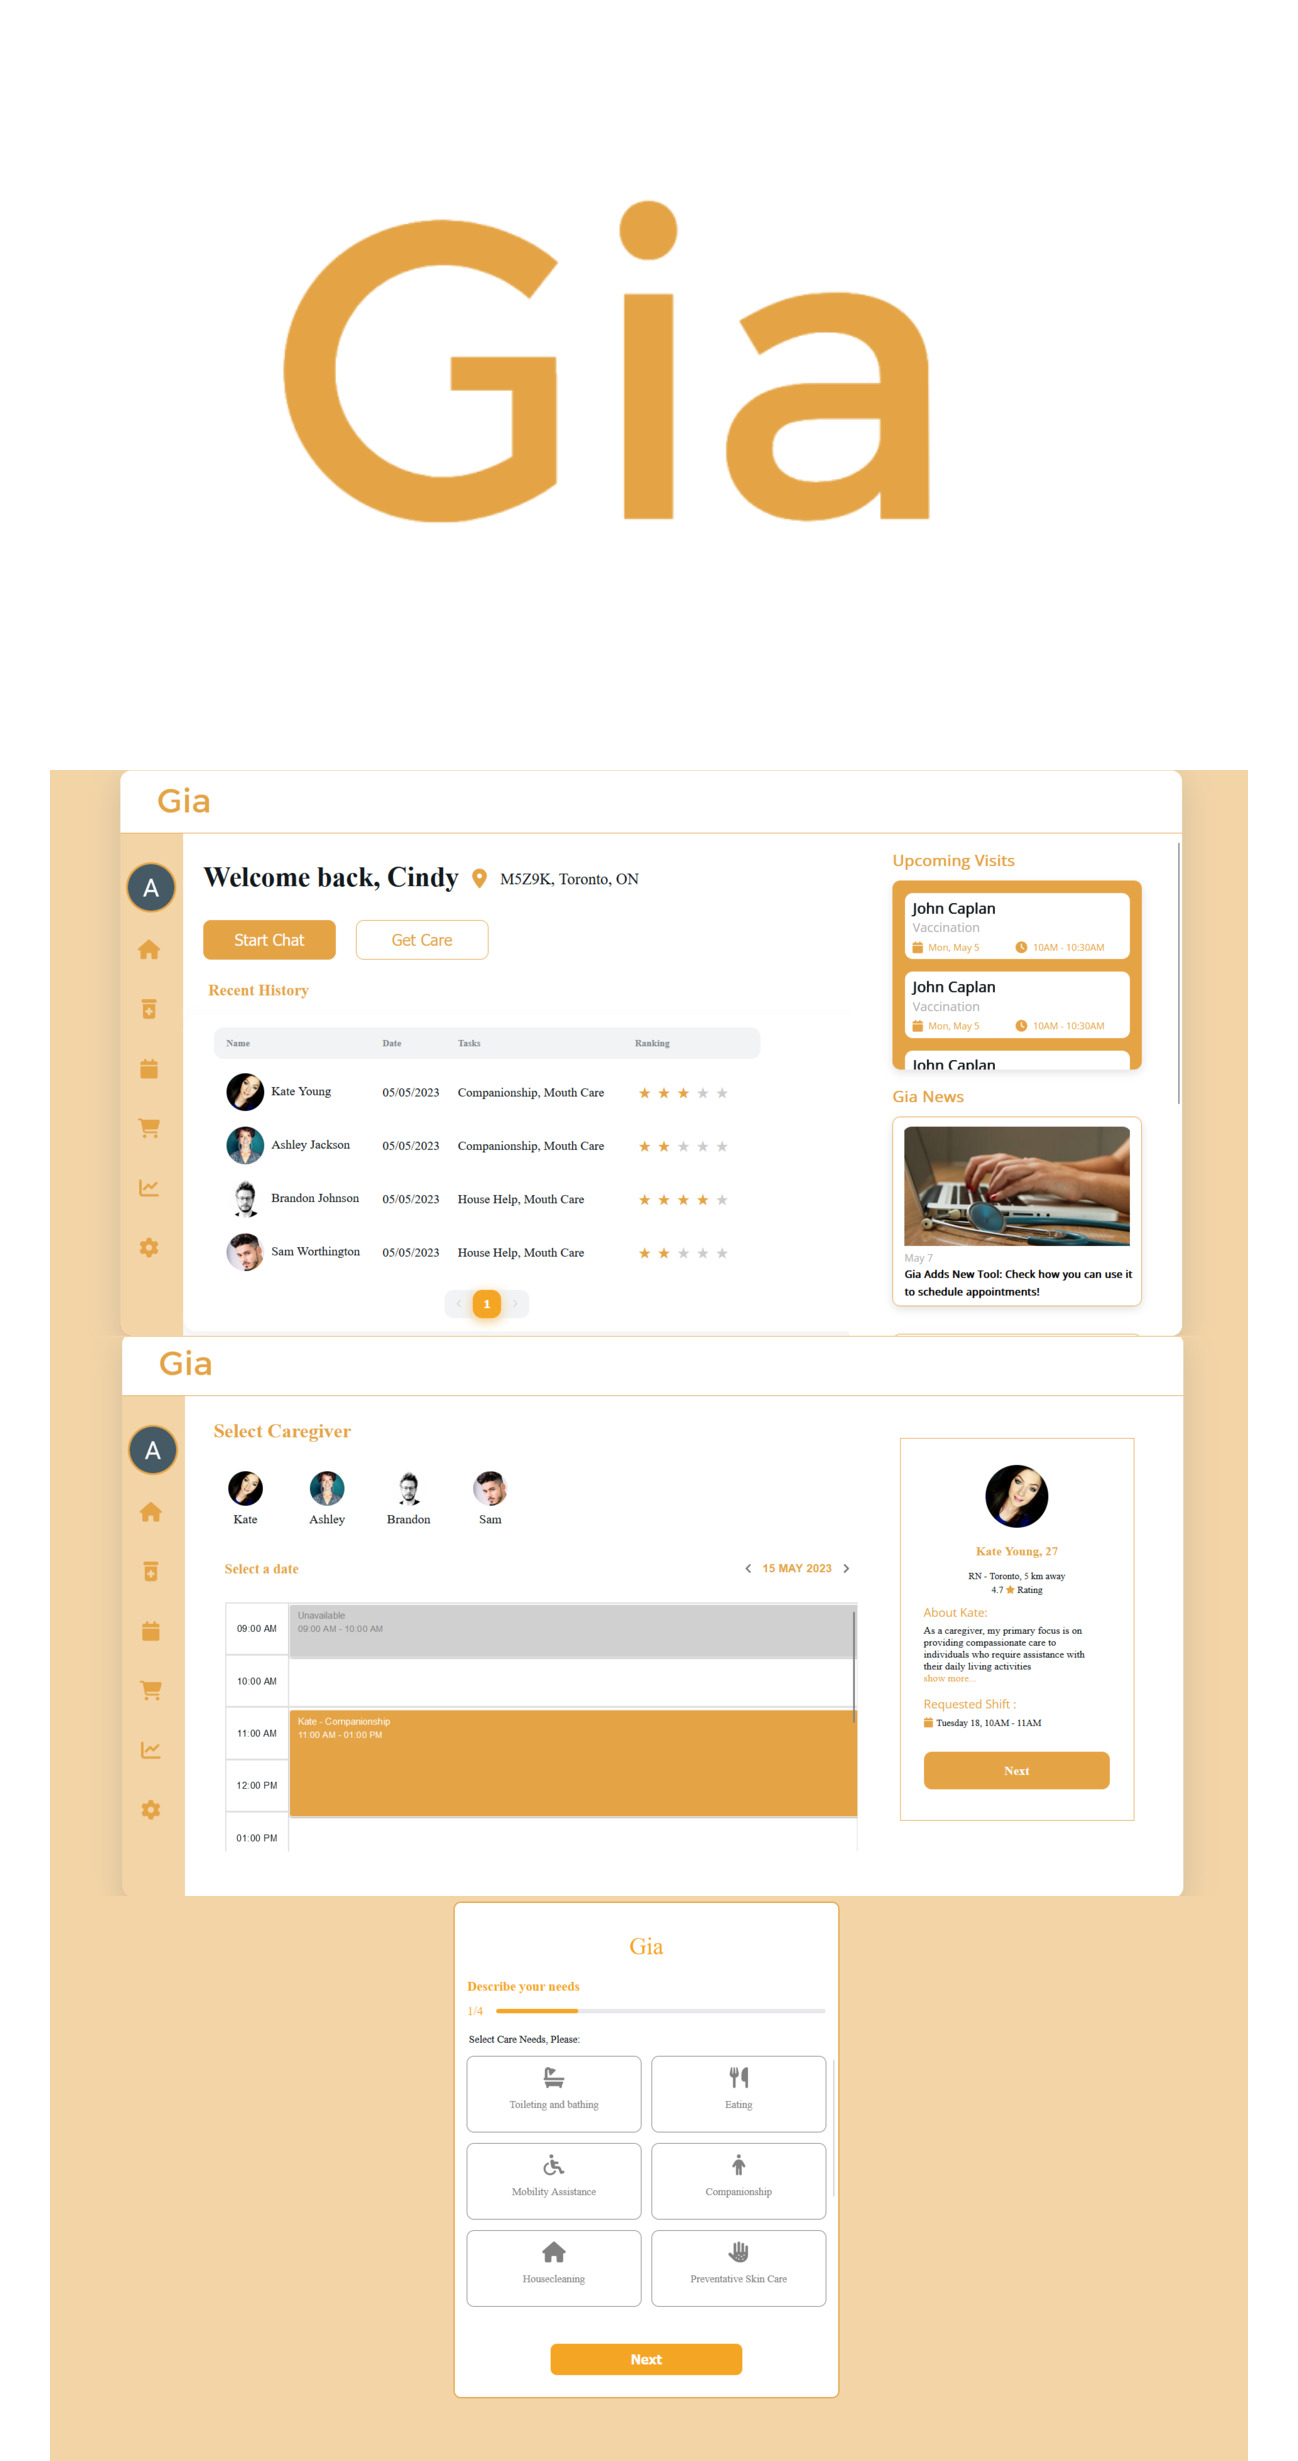 Gia
Gia
A
Welcome back, Cindy
M5Z9K, Toronto, ON
Start Chat
Get Care
Recent History
Name Date Tasks Ranking
Kate Young 05/05/2023 Companionship, Mouth Care
Ashley Jackson 05/05/2023 Companionship, Mouth Care
Brandon Johnson 05/05/2023 House Help, Mouth Care
Sam Worthington 05/05/2023 House Help, Mouth Care
1
Upcoming Visits
John Caplan
Vaccination
Mon, May 5 10AM - 10:30AM
John Caplan
Vaccination
Mon, May 5 10AM - 10:30AM
John Caplan
Gia News
May 7
Gia Adds New Tool: Check how you can use it
to schedule appointments!
Gia
A
Select Caregiver
Kate Ashley Brandon Sam
Select a date
15 MAY 2023
09:00 AM
Unavailable
09:00 AM - 10:00 AM
10:00 AM
11:00 AM
Kate - Companionship
11:00 AM - 01:00 PM
12:00 PM
01:00 PM
Kate Young, 27
RN - Toronto, 5 km away
4.7 ★ Rating
About Kate:
As a caregiver, my primary focus is on
providing compassionate care to
individuals who require assistance with
their daily living activities
show more...
Requested Shift :
Tuesday 18, 10AM - 11AM
Next
Gia
Describe your needs
1/4
Select Care Needs, Please:
Toileting and bathing
Eating
Mobility Assistance
Companionship
Housecleaning
Preventative Skin Care
Next